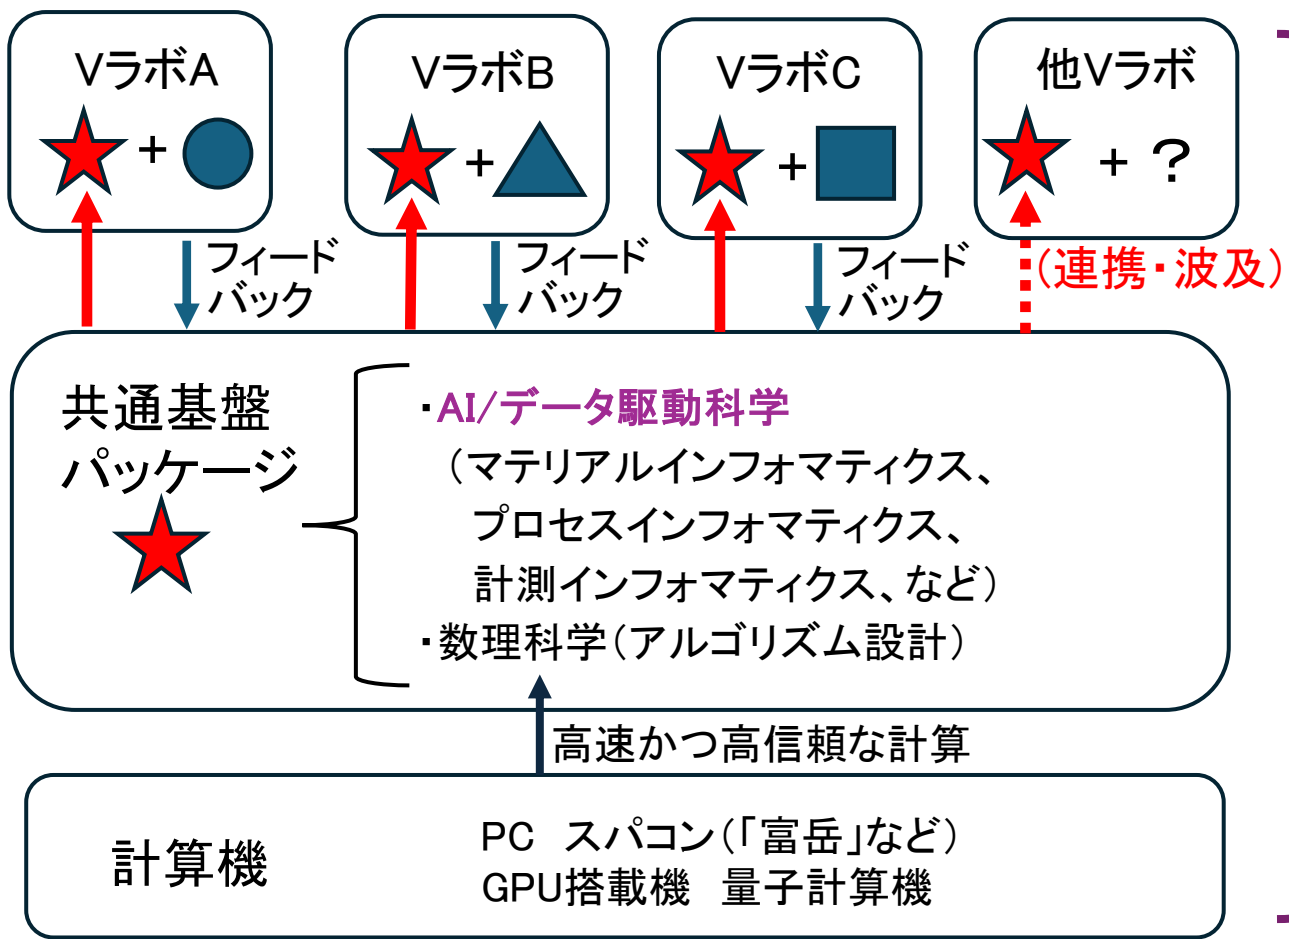 VラボA
VラボB
VラボC
他Vラボ
+
+
+
+ ?
フィード
バック
フィード
バック
フィード
バック
(連携・波及)
共通基盤
パッケージ
・AI/データ駆動科学
(マテリアルインフォマティクス、
プロセスインフォマティクス、
計測インフォマティクス、など)
・数理科学(アルゴリズム設計)
高速かつ高信頼な計算
計算機
PC スパコン(「富岳」など)
GPU搭載機 量子計算機